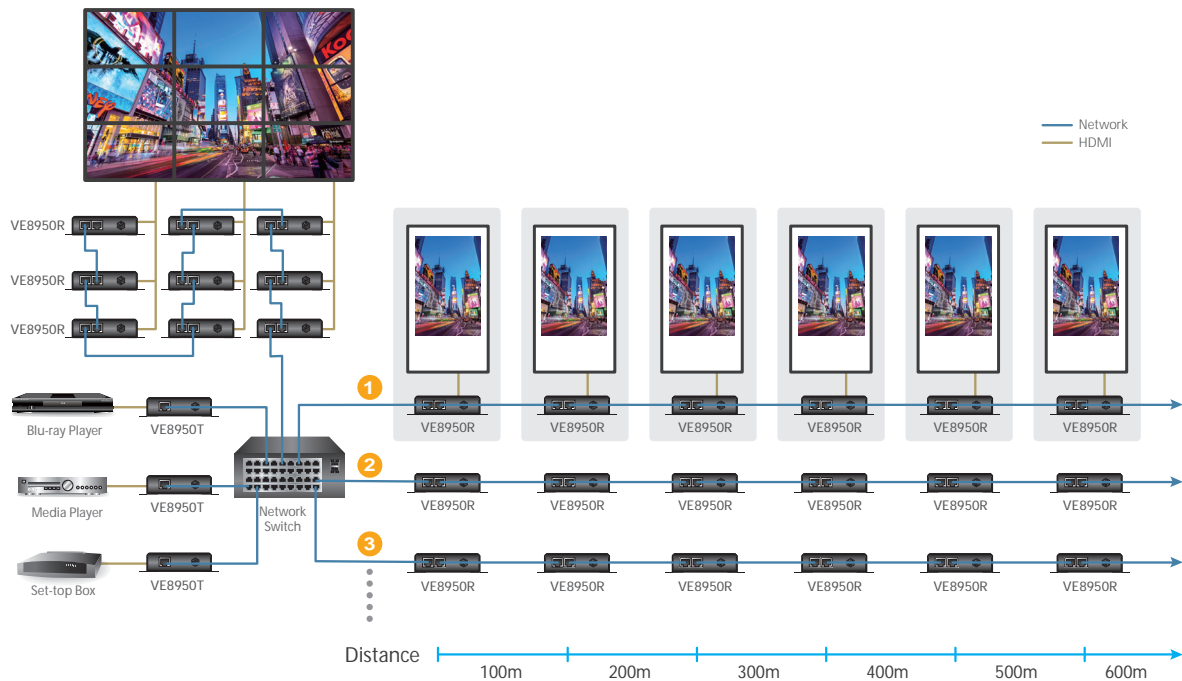 Network
HDMI
VE8950R
VE8950R
VE8950R
1
VE8950R VE8950R VE8950R VE8950R VE8950R VE8950R
Blu-ray Player
VE8950T
2
VE8950R VE8950R VE8950R VE8950R VE8950R VE8950R
Media Player
VE8950T
Network
Switch
3
VE8950R VE8950R VE8950R VE8950R VE8950R VE8950R
Set-top Box
VE8950T
Distance
100m 200m 300m 400m 500m 600m